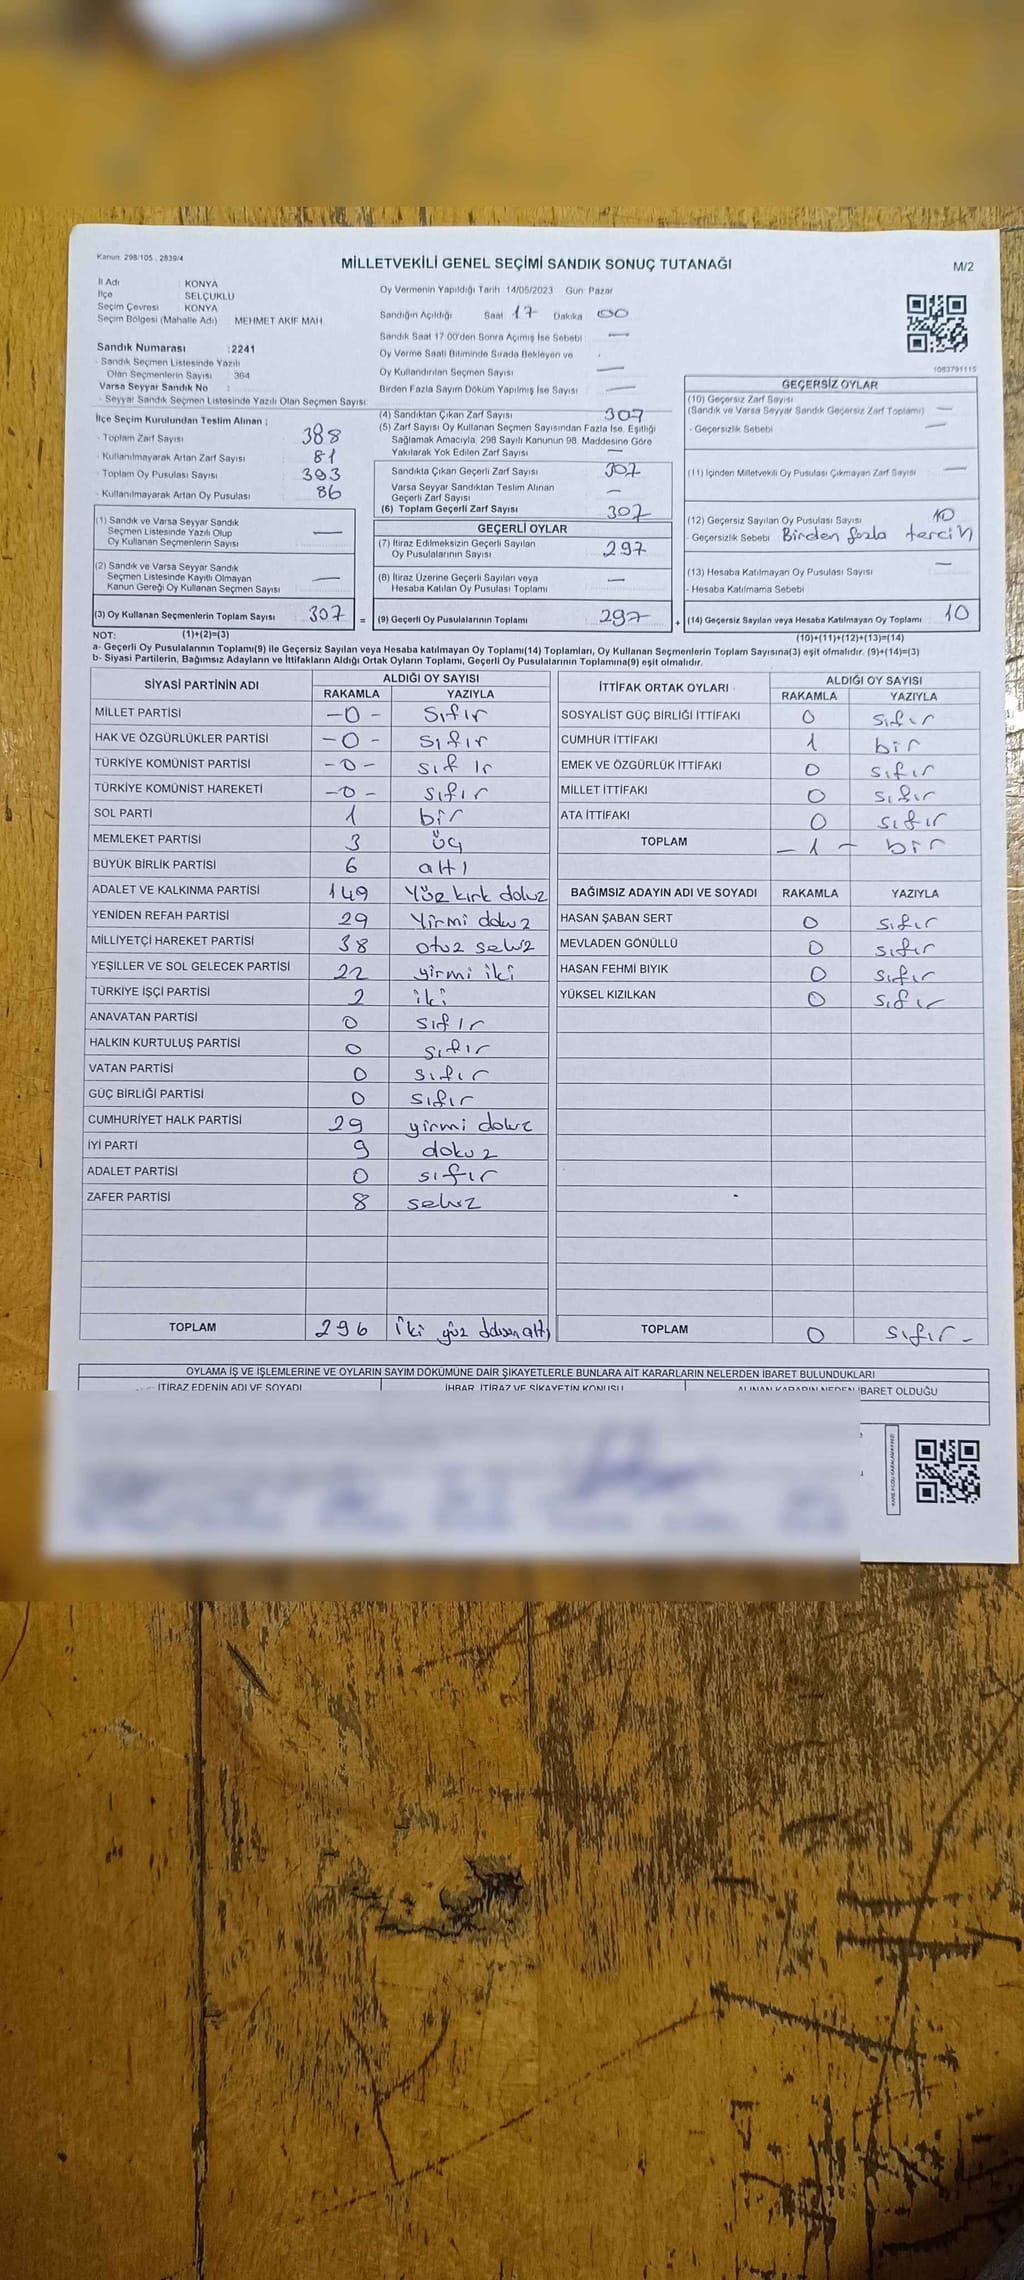 Kanun: 298/105 , 2839/4
MİLLETVEKİLİ GENEL SEÇİMİ SANDIK SONUÇ TUTANAĞI
M/2
İl Adı : KONYA
İlçe : SELÇUKLU
Seçim Çevresi : KONYA
Seçim Bölgesi (Mahalle Adı) : MEHMET AKİF MAH.
Sandık Numarası :2241
- Sandık Seçmen Listesinde Yazılı
Olan Seçmenlerin Sayısı : 364
Varsa Seyyar Sandık No :
- Seyyar Sandık Seçmen Listesinde Yazılı Olan Seçmen Sayısı:
Oy Vermenin Yapıldığı Tarih :14/05/2023 Gün: Pazar
Sandığın Açıldığı Saat 17 Dakika 00
Sandık Saat 17.00'den Sonra Açılmış İse Sebebi : —
Oy Verme Saati Bitiminde Sırada Bekleyen ve
Oy Kullandırılan Seçmen Sayısı —
Birden Fazla Sayım Döküm Yapılmış İse Sayısı —
1083791115
İlçe Seçim Kurulundan Teslim Alınan ;
- Toplam Zarf Sayısı 388
- Kullanılmayarak Artan Zarf Sayısı 81
- Toplam Oy Pusulası Sayısı 393
- Kullanılmayarak Artan Oy Pusulası 86
(1) Sandık ve Varsa Seyyar Sandık
Seçmen Listesinde Yazılı Olup
Oy Kullanan Seçmenlerin Sayısı —
(2) Sandık ve Varsa Seyyar Sandık
Seçmen Listesinde Kayıtlı Olmayan
Kanun Gereği Oy Kullanan Seçmen Sayısı —
(3) Oy Kullanan Seçmenlerin Toplam Sayısı 307 =
(4) Sandıktan Çıkan Zarf Sayısı 307
(5) Zarf Sayısı Oy Kullanan Seçmen Sayısından Fazla İse, Eşitliği
Sağlamak Amacıyla, 298 Sayılı Kanunun 98. Maddesine Göre
Yakılarak Yok Edilen Zarf Sayısı —
Sandıkta Çıkan Geçerli Zarf Sayısı 307
Varsa Seyyar Sandıktan Teslim Alınan
Geçerli Zarf Sayısı —
(6) Toplam Geçerli Zarf Sayısı 307
GEÇERLİ OYLAR
(7) İtiraz Edilmeksizin Geçerli Sayılan
Oy Pusulalarının Sayısı 297
(8) İtiraz Üzerine Geçerli Sayılan veya
Hesaba Katılan Oy Pusulası Toplamı —
(9) Geçerli Oy Pusulalarının Toplamı 297 +
GEÇERSİZ OYLAR
(10) Geçersiz Zarf Sayısı
(Sandık ve Varsa Seyyar Sandık Geçersiz Zarf Toplamı) —
- Geçersizlik Sebebi —
(11) İçinden Milletvekili Oy Pusulası Çıkmayan Zarf Sayısı —
(12) Geçersiz Sayılan Oy Pusulası Sayısı 10
- Geçersizlik Sebebi Birden fazla tercih
(13) Hesaba Katılmayan Oy Pusulası Sayısı —
- Hesaba Katılmama Sebebi
(14) Geçersiz Sayılan veya Hesaba Katılmayan Oy Toplamı 10
NOT: (1)+(2)=(3) (10)+(11)+(12)+(13)=(14)
a- Geçerli Oy Pusulalarının Toplamı(9) ile Geçersiz Sayılan veya Hesaba katılmayan Oy Toplamı(14) Toplamları, Oy Kullanan Seçmenlerin Toplam Sayısına(3) eşit olmalıdır. (9)+(14)=(3)
b- Siyasi Partilerin, Bağımsız Adayların ve İttifakların Aldığı Ortak Oyların Toplamı, Geçerli Oy Pusulalarının Toplamına(9) eşit olmalıdır.
SİYASİ PARTİNİN ADI ALDIĞI OY SAYISI
RAKAMLA YAZIYLA
MİLLET PARTİSİ -0- sıfır
HAK VE ÖZGÜRLÜKLER PARTİSİ -0- sıfır
TÜRKİYE KOMÜNİST PARTİSİ -0- sıfır
TÜRKİYE KOMÜNİST HAREKETİ -0- sıfır
SOL PARTİ 1 bir
MEMLEKET PARTİSİ 3 üç
BÜYÜK BİRLİK PARTİSİ 6 altı
ADALET VE KALKINMA PARTİSİ 149 Yüz kırk dokuz
YENİDEN REFAH PARTİSİ 29 Yirmi dokuz
MİLLİYETÇİ HAREKET PARTİSİ 38 otuz sekiz
YEŞİLLER VE SOL GELECEK PARTİSİ 22 yirmi iki
TÜRKİYE İŞÇİ PARTİSİ 2 iki
ANAVATAN PARTİSİ 0 sıfır
HALKIN KURTULUŞ PARTİSİ 0 sıfır
VATAN PARTİSİ 0 sıfır
GÜÇ BİRLİĞİ PARTİSİ 0 sıfır
CUMHURİYET HALK PARTİSİ 29 yirmi dokuz
İYİ PARTİ 9 dokuz
ADALET PARTİSİ 0 sıfır
ZAFER PARTİSİ 8 sekiz
TOPLAM 296 iki yüz doksan altı
İTTİFAK ORTAK OYLARI ALDIĞI OY SAYISI
RAKAMLA YAZIYLA
SOSYALİST GÜÇ BİRLİĞİ İTTİFAKI 0 sıfır
CUMHUR İTTİFAKI 1 bir
EMEK VE ÖZGÜRLÜK İTTİFAKI 0 sıfır
MİLLET İTTİFAKI 0 sıfır
ATA İTTİFAKI 0 sıfır
TOPLAM -1- bir
BAĞIMSIZ ADAYIN ADI VE SOYADI RAKAMLA YAZIYLA
HASAN ŞABAN SERT 0 sıfır
MEVLADEN GÖNÜLLÜ 0 sıfır
HASAN FEHMİ BIYIK 0 sıfır
YÜKSEL KIZILKAN 0 sıfır
TOPLAM 0 sıfır-
OYLAMA İŞ VE İŞLEMLERİNE VE OYLARIN SAYIM DÖKÜMÜNE DAİR ŞİKAYETLERLE BUNLARA AİT KARARLARIN NELERDEN İBARET BULUNDUKLARI
İTİRAZ EDENİN ADI VE SOYADI İHBAR, İTİRAZ VE ŞİKAYETİN KONUSU ALINAN KARARIN NEDEN İBARET OLDUĞU